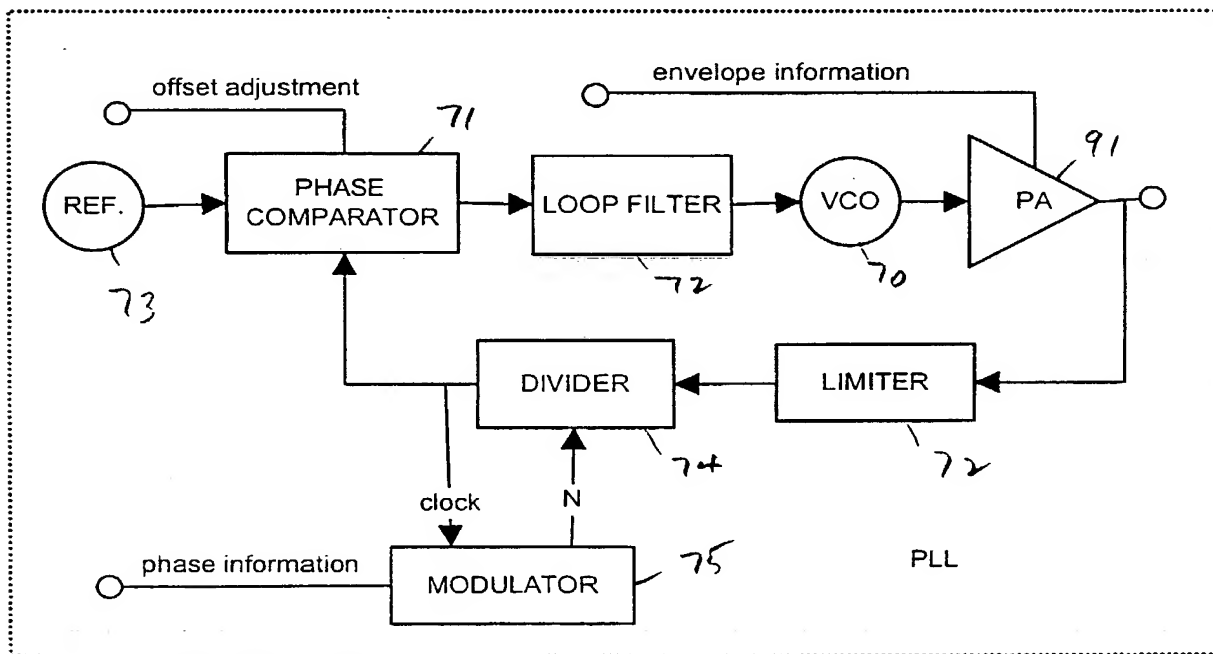 offset adjustment
envelope information
71
91
REF.
PHASE
COMPARATOR
LOOP FILTER
VCO
PA
73
72
70
DIVIDER
LIMITER
74
72
clock
N
phase information
MODULATOR
75
PLL